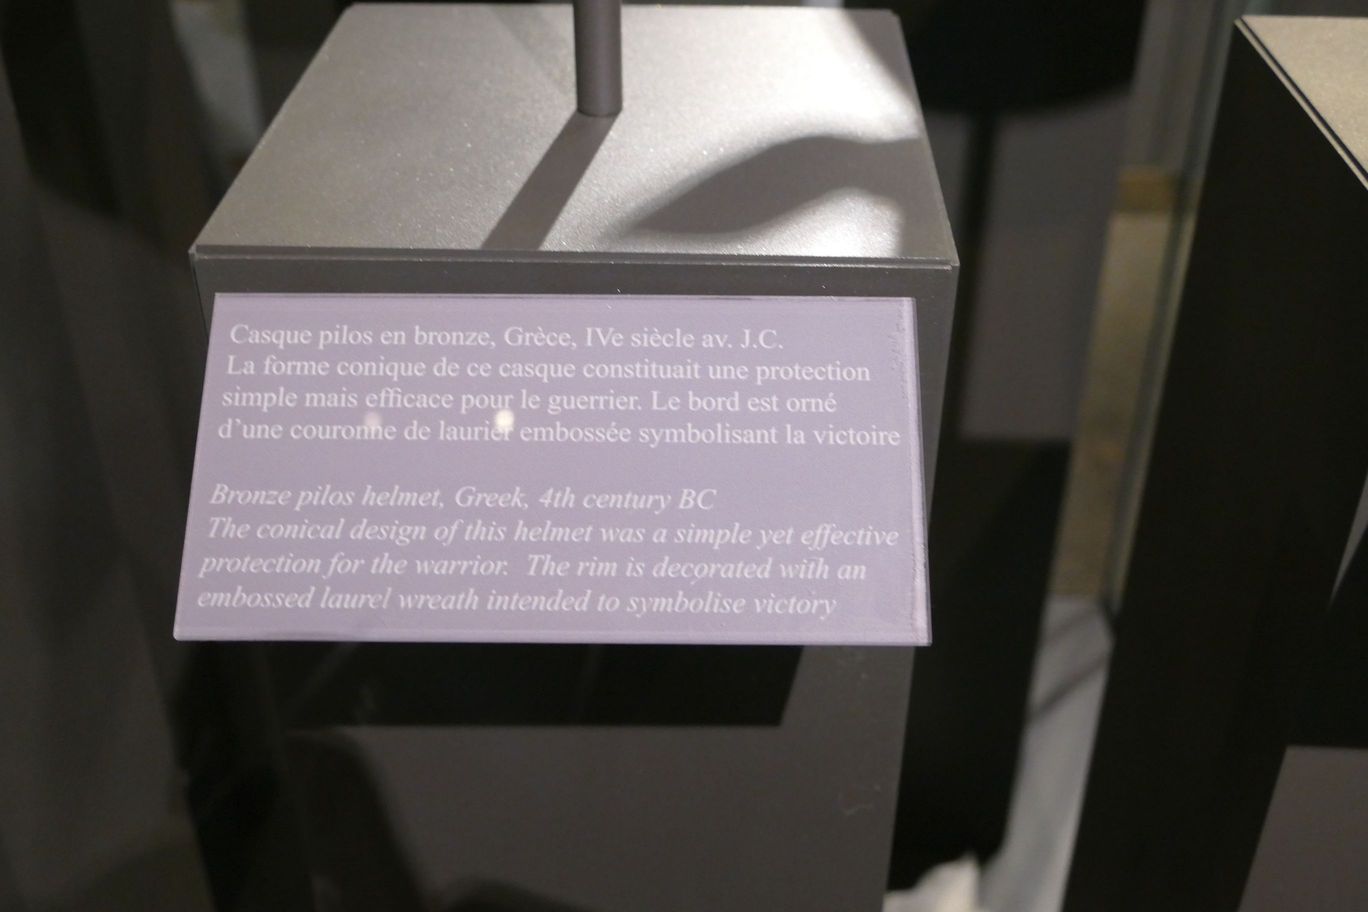 Casque pilos en bronze, Grèce, IVe siècle av. J.C.
La forme conique de ce casque constituait une protection
simple mais efficace pour le guerrier. Le bord est orné
d’une couronne de laurier embossée symbolisant la victoire
Bronze pilos helmet, Greek, 4th century BC
The conical design of this helmet was a simple yet effective
protection for the warrior.  The rim is decorated with an
embossed laurel wreath intended to symbolise victory